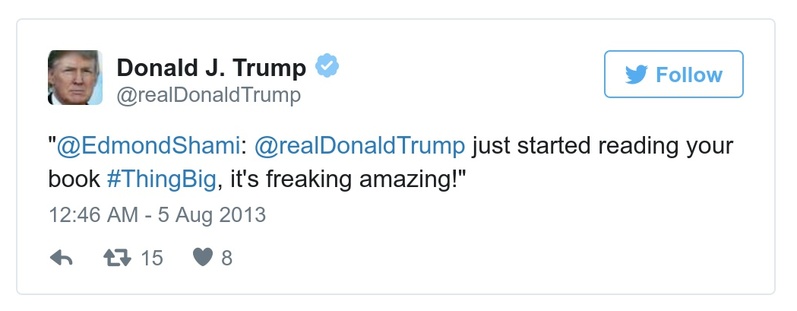 Donald J. Trump
@realDonaldTrump
Follow
"@EdmondShami: @realDonaldTrump just started reading your
book #ThingBig, it's freaking amazing!"
12:46 AM - 5 Aug 2013
15 8